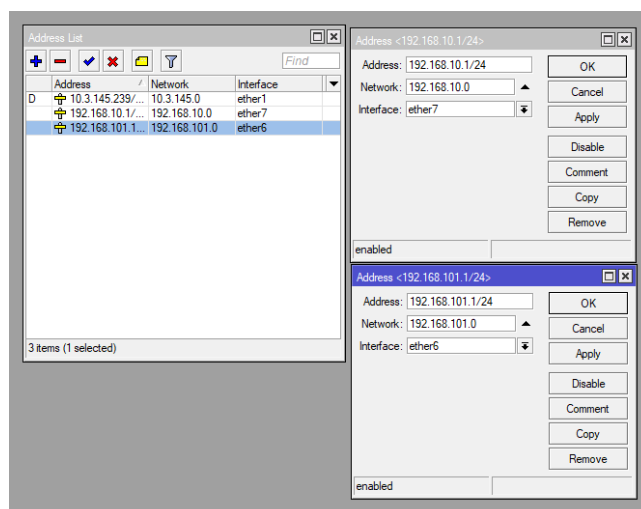 Address List
Find
Address / Network Interface
D 10.3.145.239/... 10.3.145.0 ether1
192.168.10.1/... 192.168.10.0 ether7
192.168.101.1... 192.168.101.0 ether6
3 items (1 selected)
Address <192.168.10.1/24>
Address: 192.168.10.1/24
Network: 192.168.10.0
Interface: ether7
OK
Cancel
Apply
Disable
Comment
Copy
Remove
enabled
Address <192.168.101.1/24>
Address: 192.168.101.1/24
Network: 192.168.101.0
Interface: ether6
OK
Cancel
Apply
Disable
Comment
Copy
Remove
enabled